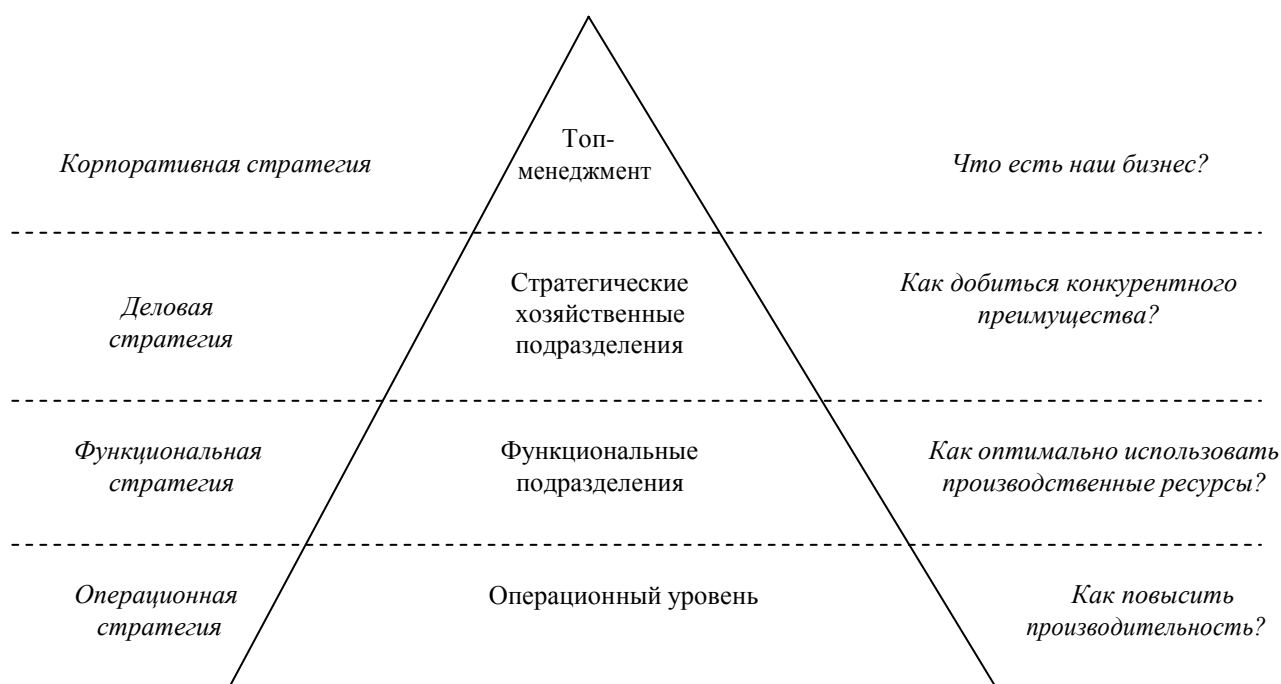 Корпоративная стратегия
Топ-
менеджмент
Что есть наш бизнес?
Деловая
стратегия
Стратегические
хозяйственные
подразделения
Как добиться конкурентного
преимущества?
Функциональная
стратегия
Функциональные
подразделения
Как оптимально использовать
производственные ресурсы?
Операционная
стратегия
Операционный уровень
Как повысить
производительность?